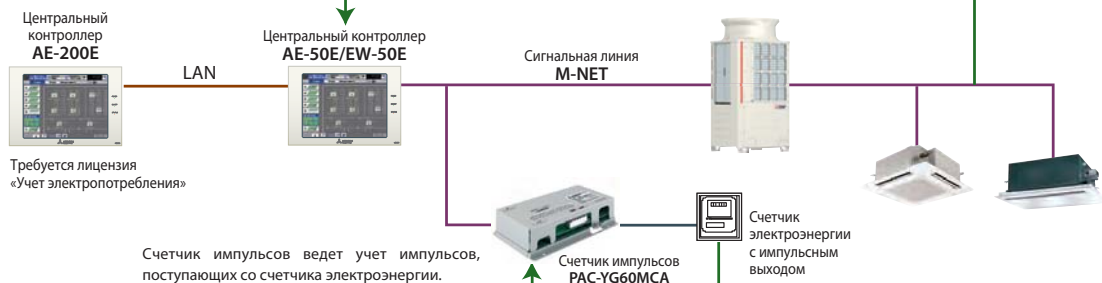 Центральный
контроллер
AE-200E
LAN
Центральный контроллер
AE-50E/EW-50E
Сигнальная линия
M-NET
Требуется лицензия
«Учет электропотребления»
Счетчик импульсов ведет учет импульсов,
поступающих со счетчика электроэнергии.
Счетчик импульсов
PAC-YG60MCA
Счетчик
электроэнергии
с импульсным
выходом